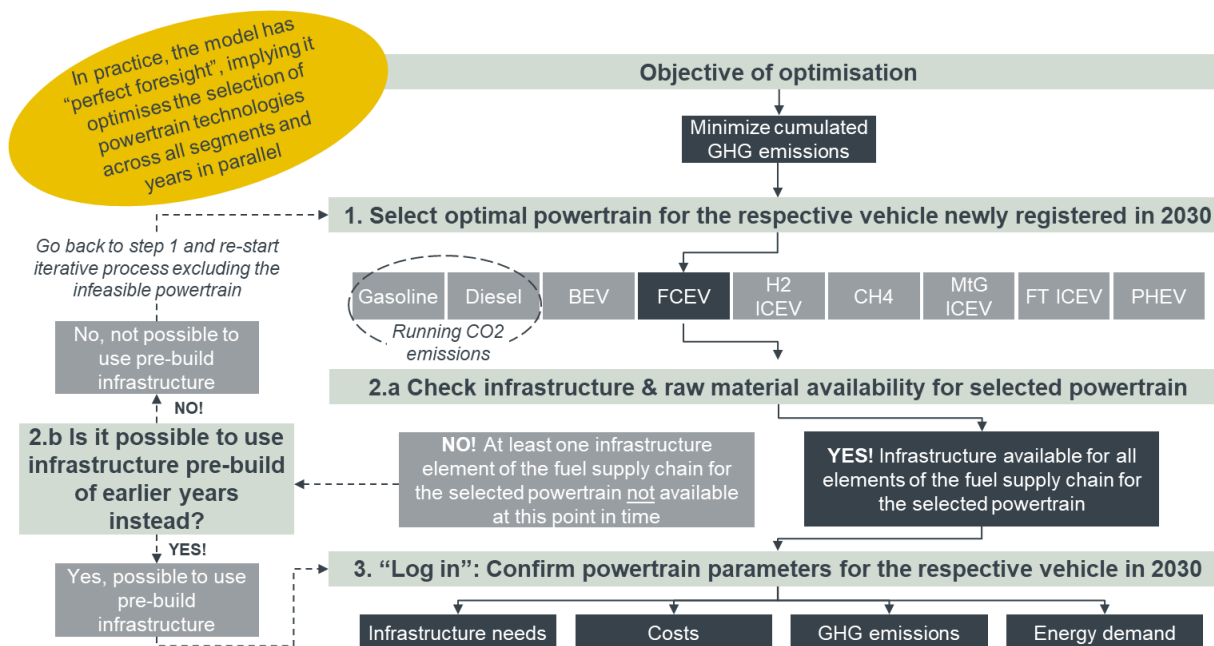 In practice, the model has
“perfect foresight”, implying it
optimises the selection of
powertrain technologies
across all segments and
years in parallel
Objective of optimisation
Minimize cumulated
GHG emissions
1. Select optimal powertrain for the respective vehicle newly registered in 2030
Go back to step 1 and re-start
iterative process excluding the
infeasible powertrain
Gasoline
Diesel
BEV
FCEV
H2
ICEV
CH4
MtG
ICEV
FT ICEV
PHEV
Running CO2
emissions
No, not possible to
use pre-build
infrastructure
2.a Check infrastructure & raw material availability for selected powertrain
NO!
2.b Is it possible to use
infrastructure pre-build
of earlier years
instead?
NO! At least one infrastructure
element of the fuel supply chain for
the selected powertrain not available
at this point in time
YES! Infrastructure available for all
elements of the fuel supply chain for
the selected powertrain
YES!
Yes, possible to use
pre-build
infrastructure
3. “Log in”: Confirm powertrain parameters for the respective vehicle in 2030
Infrastructure needs
Costs
GHG emissions
Energy demand